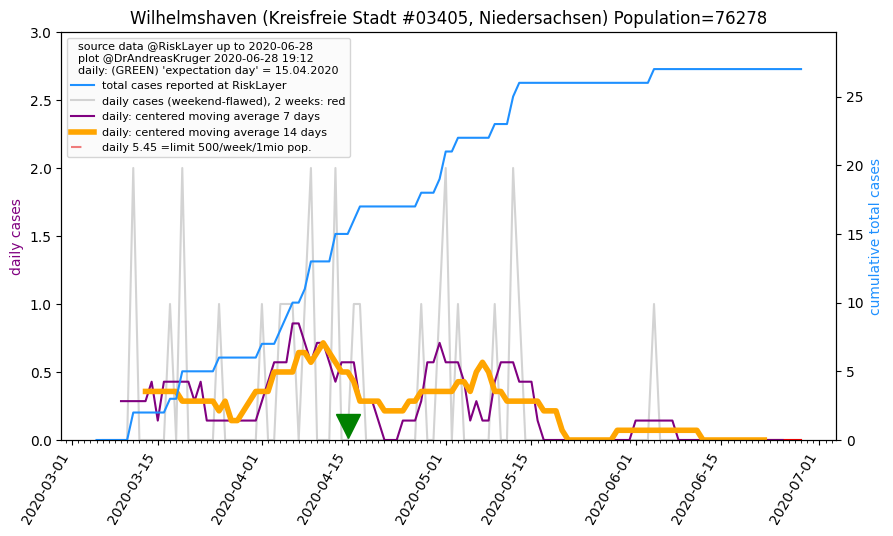 Wilhelmshaven (Kreisfreie Stadt #03405, Niedersachsen) Population=76278
source data @RiskLayer up to 2020-06-28
plot @DrAndreasKruger 2020-06-28 19:12
daily: (GREEN) 'expectation day' = 15.04.2020
total cases reported at RiskLayer
daily cases (weekend-flawed), 2 weeks: red
daily: centered moving average 7 days
daily: centered moving average 14 days
daily 5.45 =limit 500/week/1mio pop.
daily cases
3.0
2.5
2.0
1.5
1.0
0.5
0.0
cumulative total cases
25
20
15
10
5
0
2020-03-01
2020-03-15
2020-04-01
2020-04-15
2020-05-01
2020-05-15
2020-06-01
2020-06-15
2020-07-01